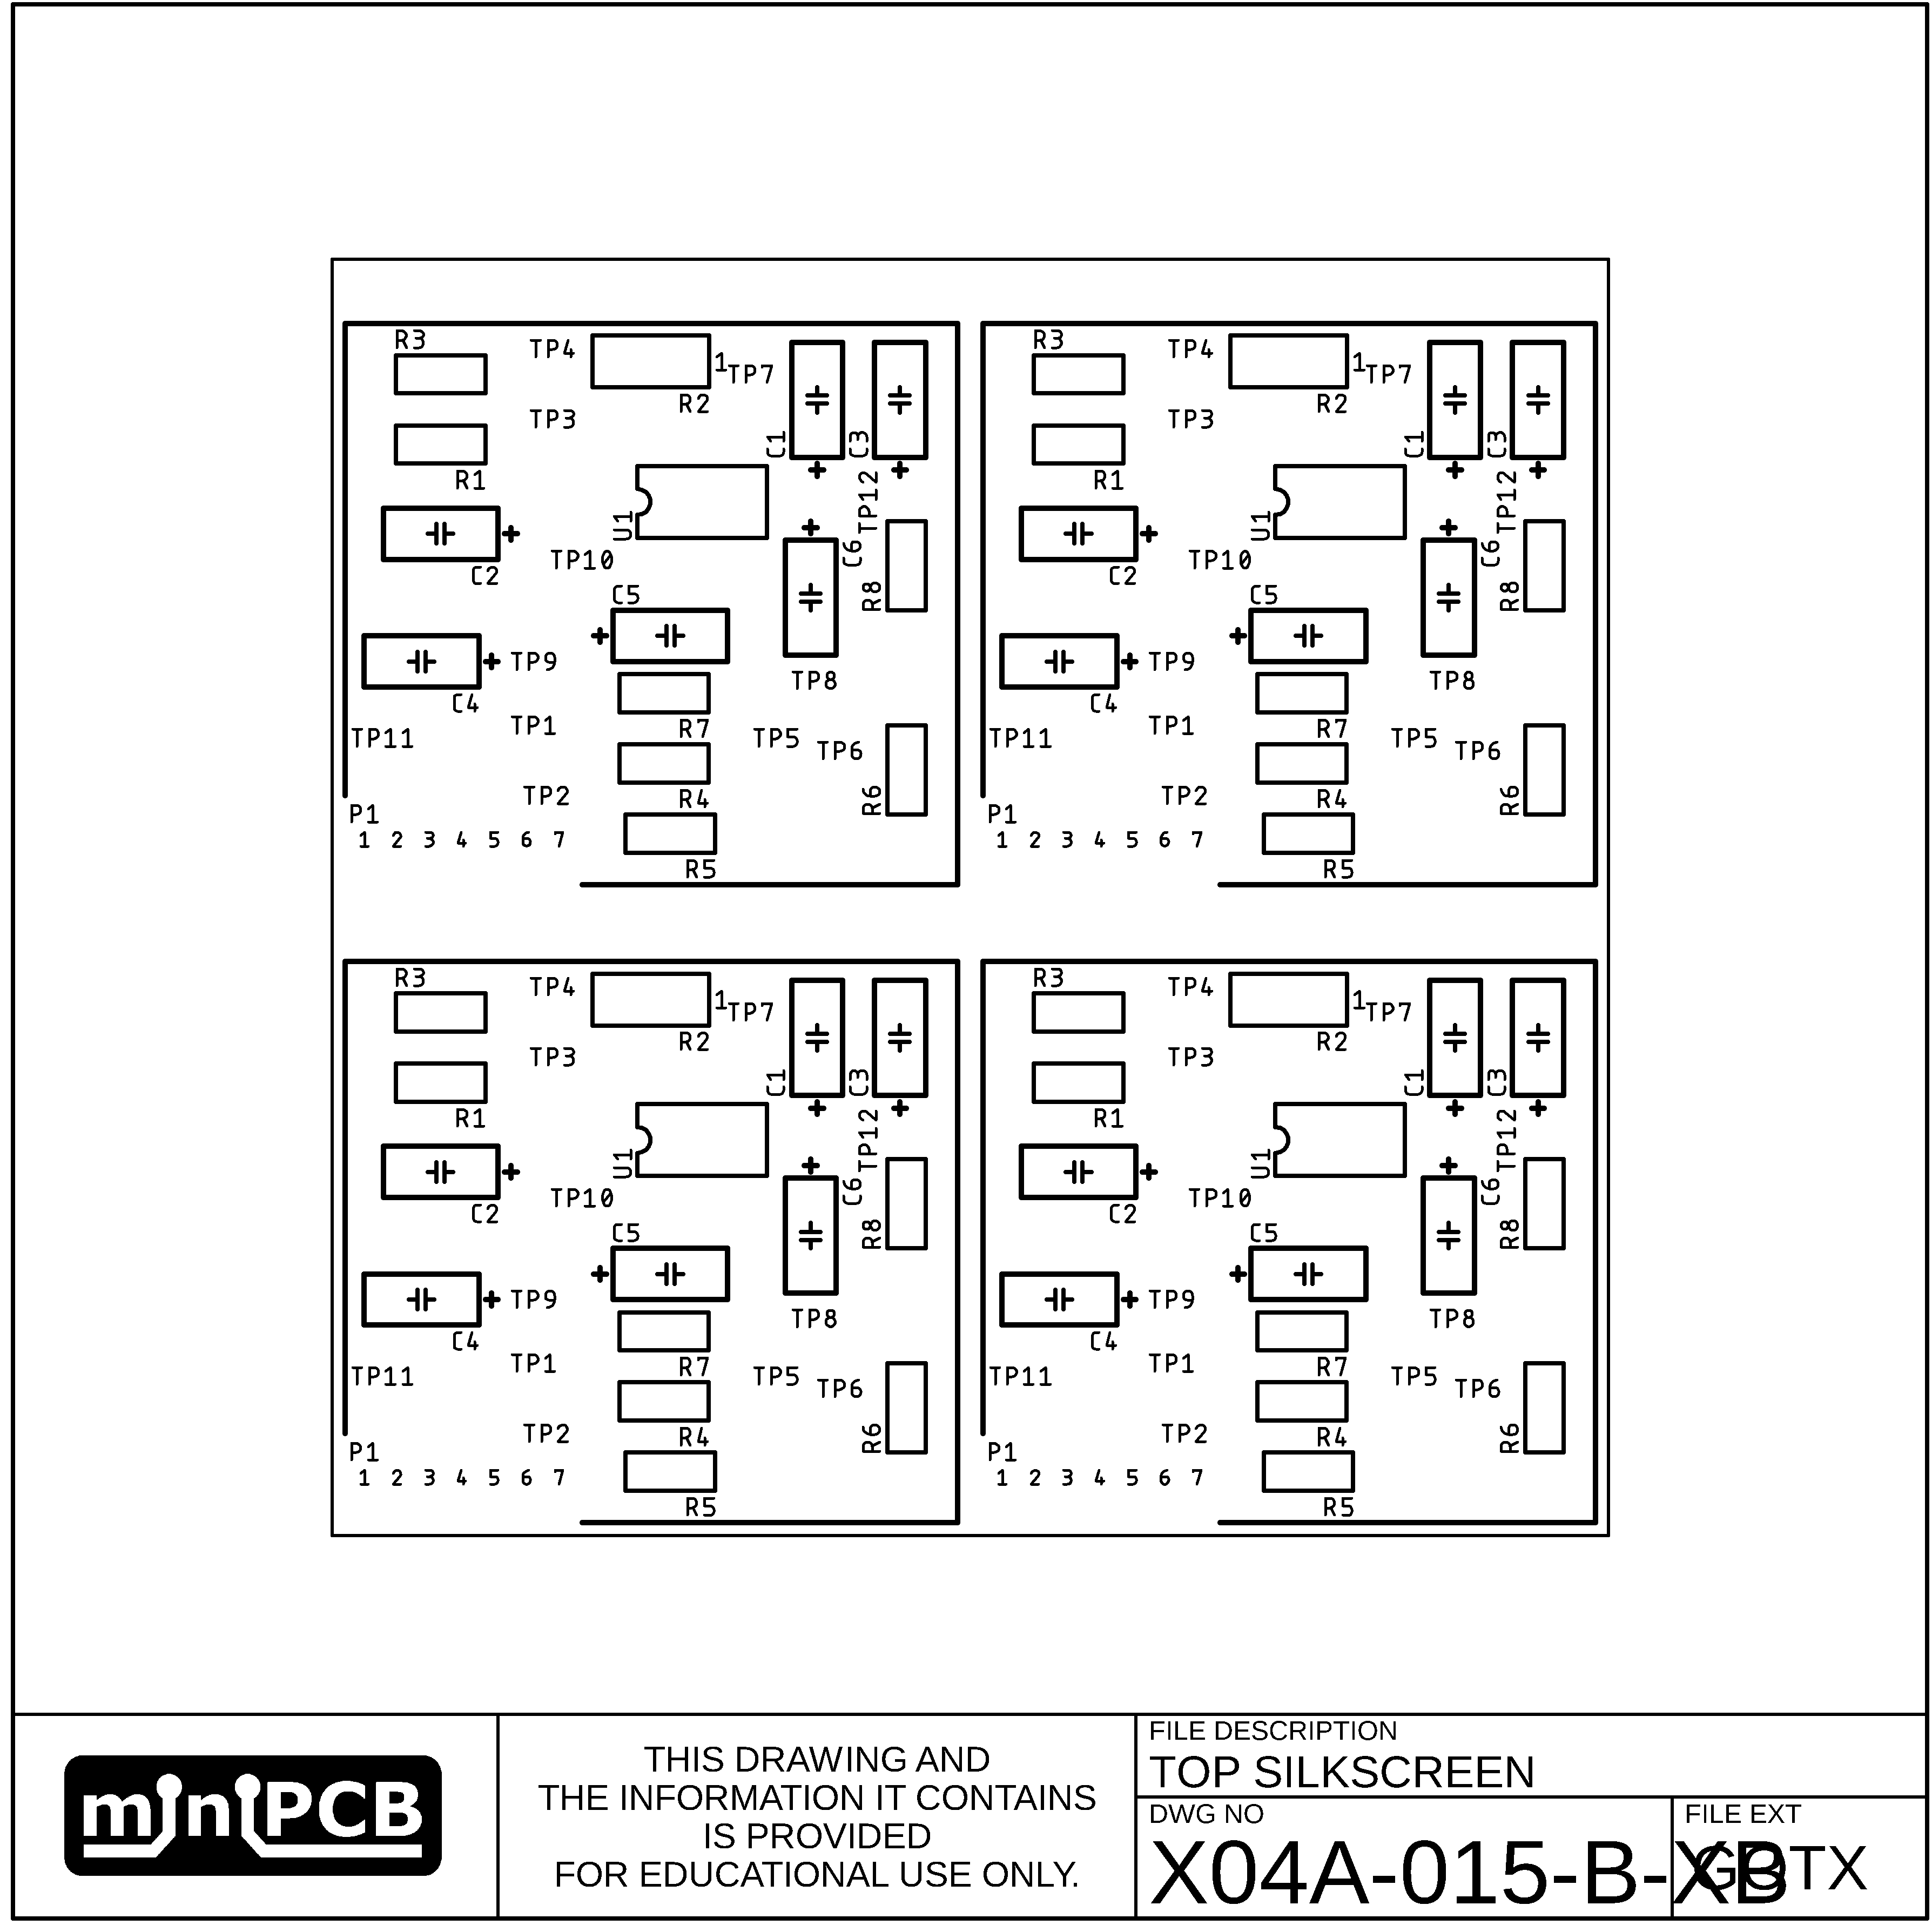 R3 TP4 1 TP7 R3 TP4 1 TP7
R2 R2
TP3 TP3
C1 C3 C1 C3
R1 R1
TP12 TP12
U1 U1
TP10 C6 TP10 C6
C2 C2
C5 R8 C5 R8
TP9 TP9
TP8 TP8
C4 C4
TP1 R7 TP1 R7
TP11 TP5 TP6 TP11 TP5 TP6
TP2 R4 R6 TP2 R4 R6
P1 P1
1 2 3 4 5 6 7 1 2 3 4 5 6 7
R5 R5
R3 TP4 1 TP7 R3 TP4 1 TP7
R2 R2
TP3 TP3
C1 C3 C1 C3
R1 R1
TP12 TP12
U1 U1
TP10 C6 TP10 C6
C2 C2
C5 R8 C5 R8
TP9 TP9
TP8 TP8
C4 C4
TP1 R7 TP1 R7
TP11 TP5 TP6 TP11 TP5 TP6
TP2 R4 R6 TP2 R4 R6
P1 P1
1 2 3 4 5 6 7 1 2 3 4 5 6 7
R5 R5
miniPCB
THIS DRAWING AND
THE INFORMATION IT CONTAINS
IS PROVIDED
FOR EDUCATIONAL USE ONLY.
FILE DESCRIPTION
TOP SILKSCREEN
DWG NO
X04A-015-B-XB
FILE EXT